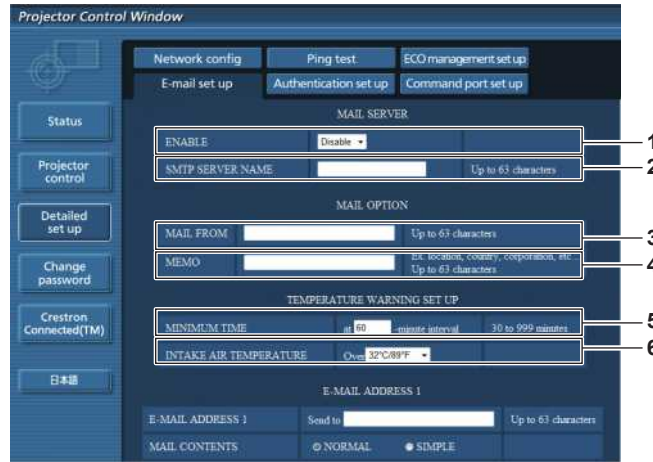 Projector Control Window
Network config Ping test ECO management set up
E-mail set up Authentication set up Command port set up
Status
Projector control
Detailed set up
Change password
Crestron Connected(TM)
日本語
MAIL SERVER
ENABLE Disable 1
SMTP SERVER NAME Up to 63 characters 2
MAIL OPTION
MAIL FROM Up to 63 characters 3
MEMO Ex. location, country, corporation, etc... 4
Up to 63 characters
TEMPERATURE WARNING SET UP
MINIMUM TIME at 60 -minute interval 30 to 999 minutes 5
INTAKE AIR TEMPERATURE Over 32°C/89°F 6
E-MAIL ADDRESS 1
E-MAIL ADDRESS 1 Send to Up to 63 characters
MAIL CONTENTS NORMAL SIMPLE